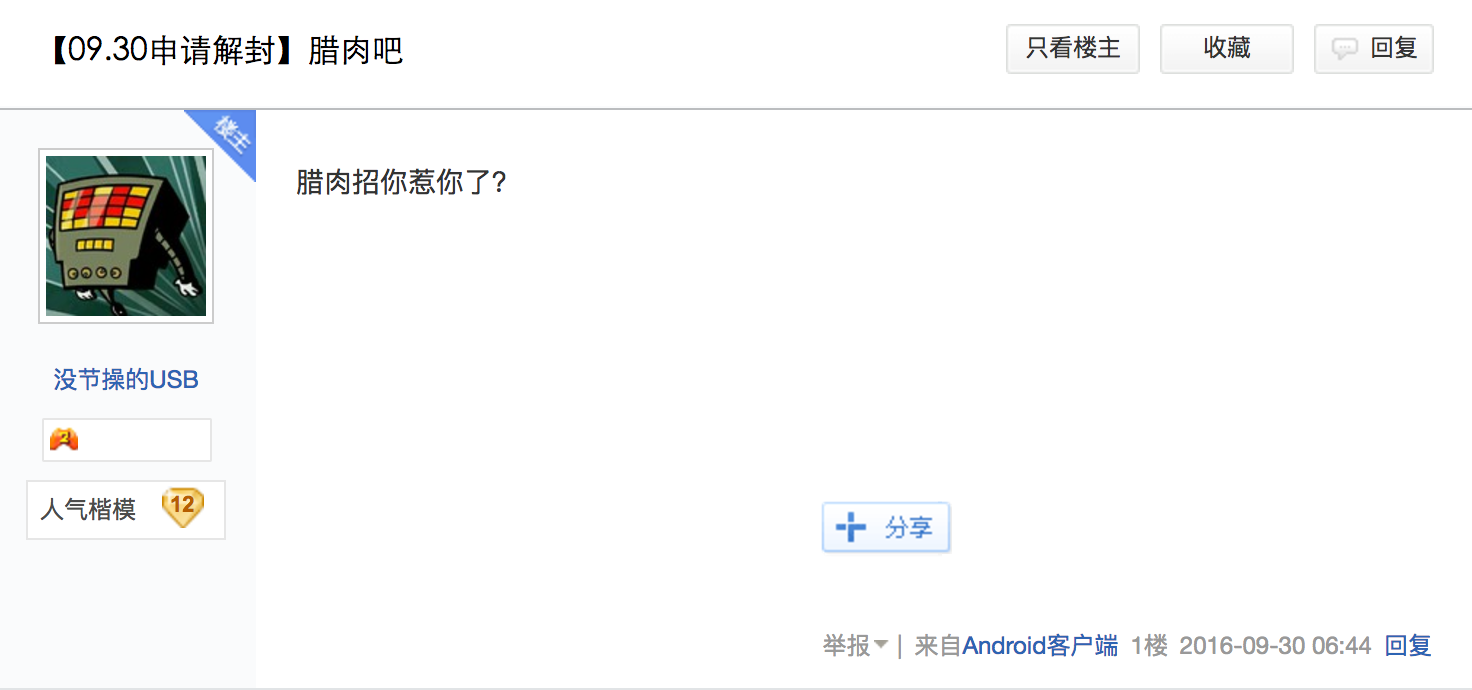 【09.30申请解封】腊肉吧
只看楼主
收藏
回复
楼主
腊肉招你惹你了?
没节操的USB
2
人气楷模 12
分享
举报 | 来自Android客户端 1楼 2016-09-30 06:44 回复